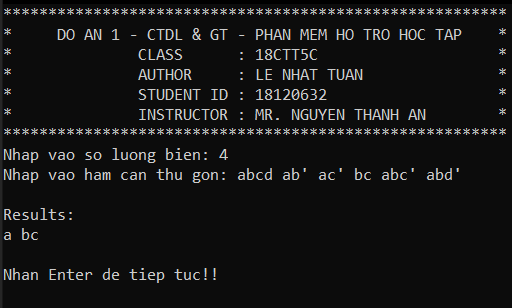 ********************************************************
* DO AN 1 - CTDL & GT - PHAN MEM HO TRO HOC TAP *
* CLASS : 18CTT5C *
* AUTHOR : LE NHAT TUAN *
* STUDENT ID : 18120632 *
* INSTRUCTOR : MR. NGUYEN THANH AN *
********************************************************
Nhap vao so luong bien: 4
Nhap vao ham can thu gon: abcd ab' ac' bc abc' abd'
Results:
a bc
Nhan Enter de tiep tuc!!